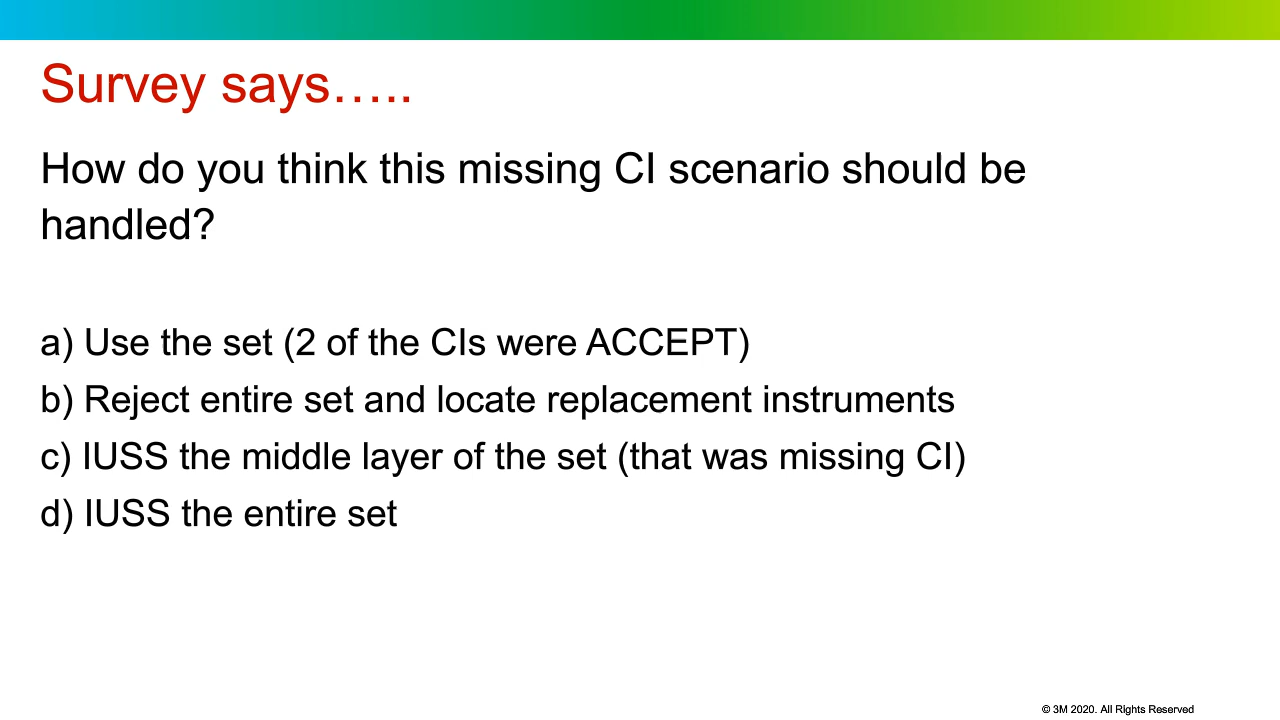 Survey says…..
How do you think this missing CI scenario should be
handled?
a) Use the set (2 of the CIs were ACCEPT)
b) Reject entire set and locate replacement instruments
c) IUSS the middle layer of the set (that was missing CI)
d) IUSS the entire set
© 3M 2020. All Rights Reserved